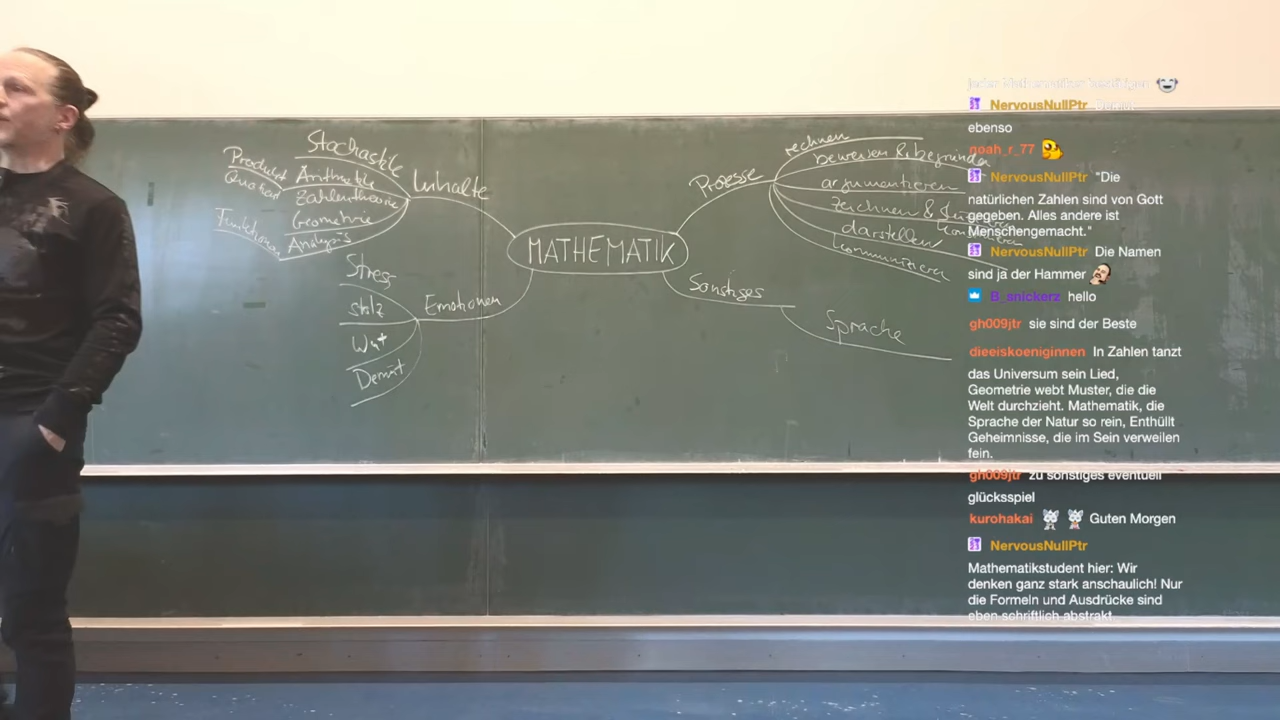 Stochastik
Produkt
Arithmetik
Quotient
Zahlentheorie
Geometrie
Funktionen
Analysis
Inhalte
Stress
Stolz
Wut
Demut
Emotionen
MATHEMATIK
Prozesse
rechnen
beweisen & begründen
argumentieren
zeichnen &
darstellen
kommunizieren
Sonstiges
Sprache
NervousNullPtr
ebenso
noah_r_77
NervousNullPtr "Die
natürlichen Zahlen sind von Gott
gegeben. Alles andere ist
Menschengemacht."
NervousNullPtr Die Namen
sind ja der Hammer
B_snickerz hello
gh009jtr sie sind der Beste
dieeiskoeniginnen In Zahlen tanzt
das Universum sein Lied,
Geometrie webt Muster, die die
Welt durchzieht. Mathematik, die
Sprache der Natur so rein, Enthüllt
Geheimnisse, die im Sein verweilen
fein.
gh009jtr zu sonstiges eventuell
glücksspiel
kurohakai Guten Morgen
NervousNullPtr
Mathematikstudent hier: Wir
denken ganz stark anschaulich! Nur
die Formeln und Ausdrücke sind
eben schriftlich abstrakt